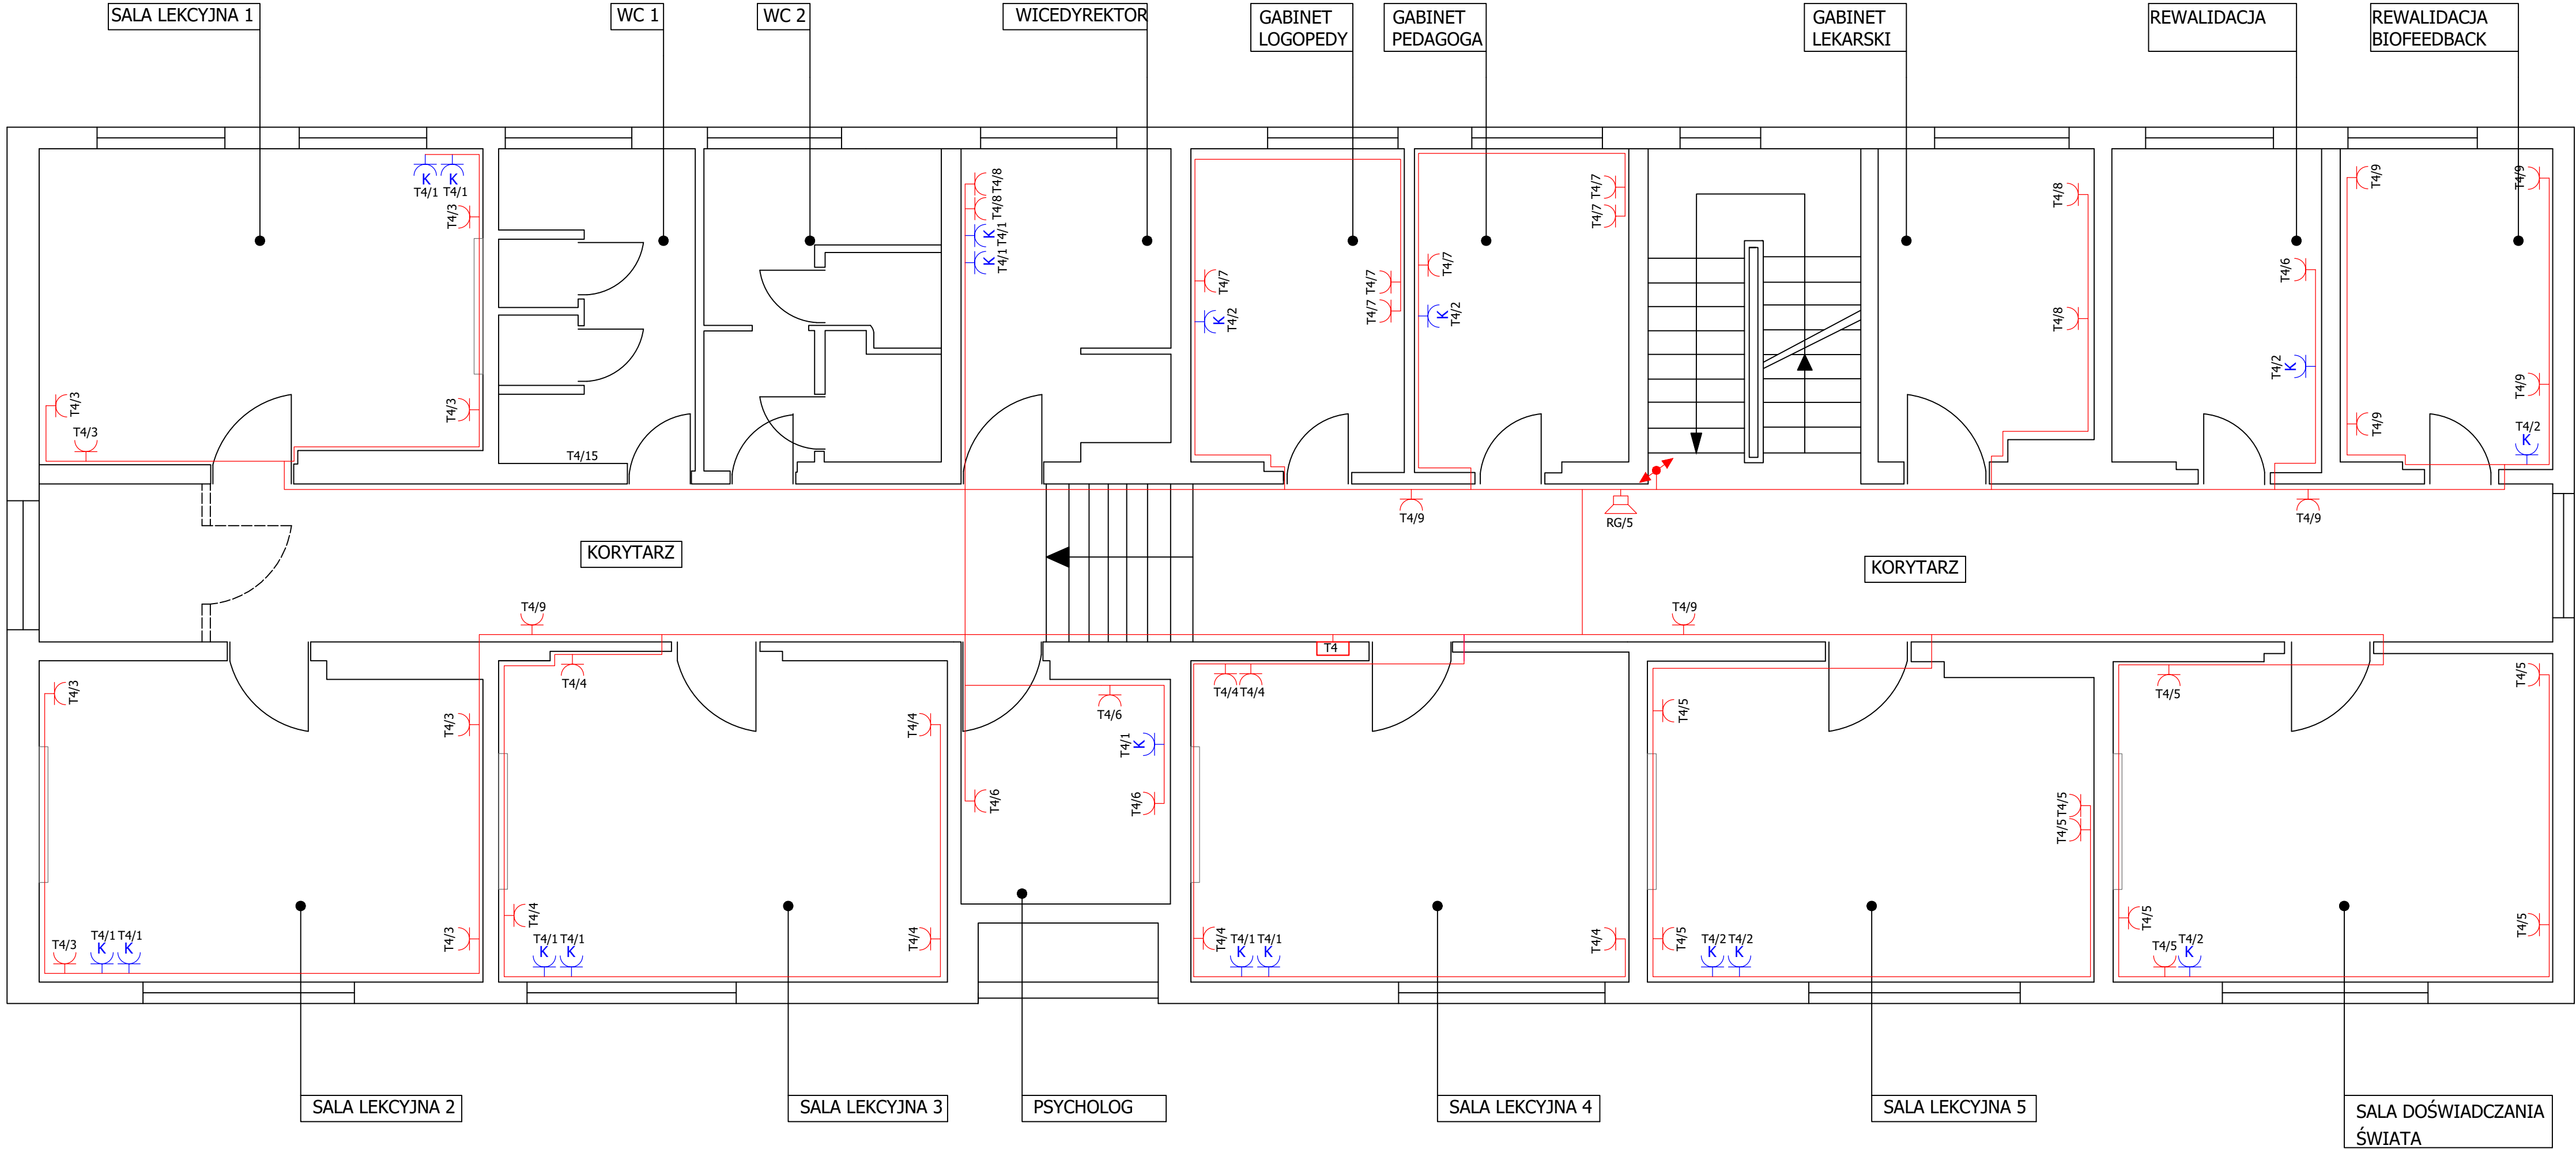 SALA LEKCYJNA 1
WC 1
WC 2
WICEDYREKTOR
GABINET
LOGOPEDY
GABINET
PEDAGOGA
GABINET
LEKARSKI
REWALIDACJA
REWALIDACJA
BIOFEEDBACK
K K
T4/1 T4/1
T4/3
T4/3
T4/3
T4/3
T4/15
T4/8
T4/8
K T4/1
K T4/1
T4/7
K T4/2
T4/7
T4/7
T4/7
K T4/2
T4/7
T4/7
T4/8
T4/8
T4/6
T4/2 K
T4/9
T4/9
T4/9
T4/9
T4/2
K
T4/9
RG/5
T4/9
KORYTARZ
KORYTARZ
T4/9
T4/9
T4
T4/3
T4/3
T4/3
T4/3
T4/1 T4/1
K K
T4/4
T4/4
T4/4
T4/4
T4/1 T4/1
K K
T4/6
T4/1 K
T4/6
T4/6
T4/4 T4/4
T4/4
T4/1 T4/1
K K
T4/4
T4/5
T4/5
T4/5
T4/5
T4/2 T4/2
K K
T4/5
T4/5
T4/5
T4/5
T4/5 T4/2
K
SALA LEKCYJNA 2
SALA LEKCYJNA 3
PSYCHOLOG
SALA LEKCYJNA 4
SALA LEKCYJNA 5
SALA DOŚWIADCZANIA
ŚWIATA